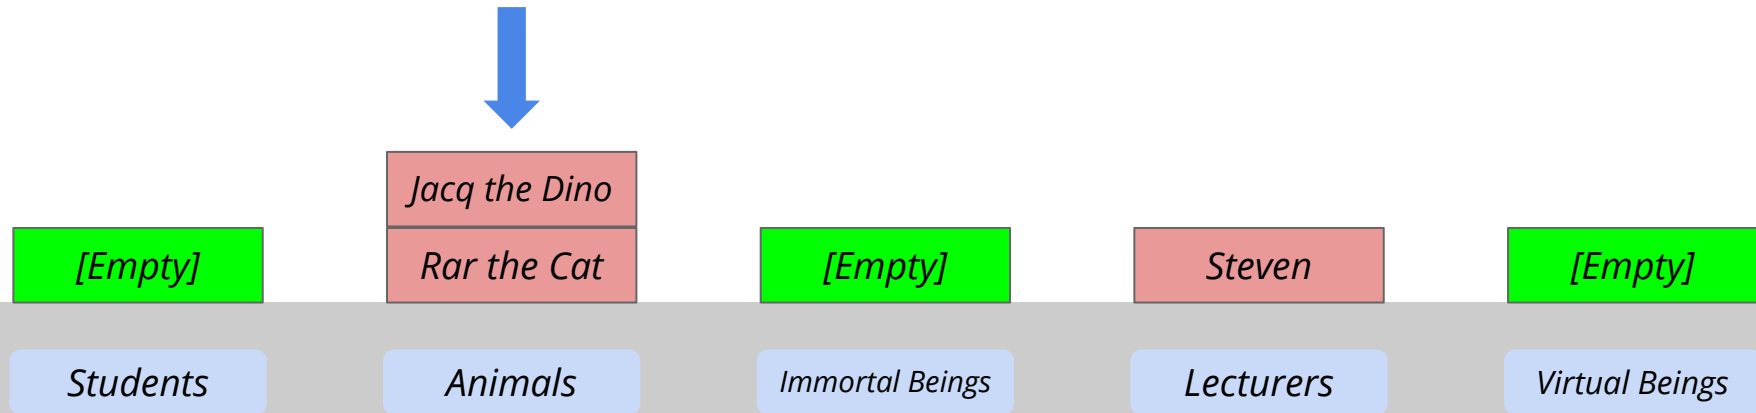 Jacq the Dino
[Empty]
Rar the Cat
[Empty]
Steven
[Empty]
Students
Animals
Immortal Beings
Lecturers
Virtual Beings